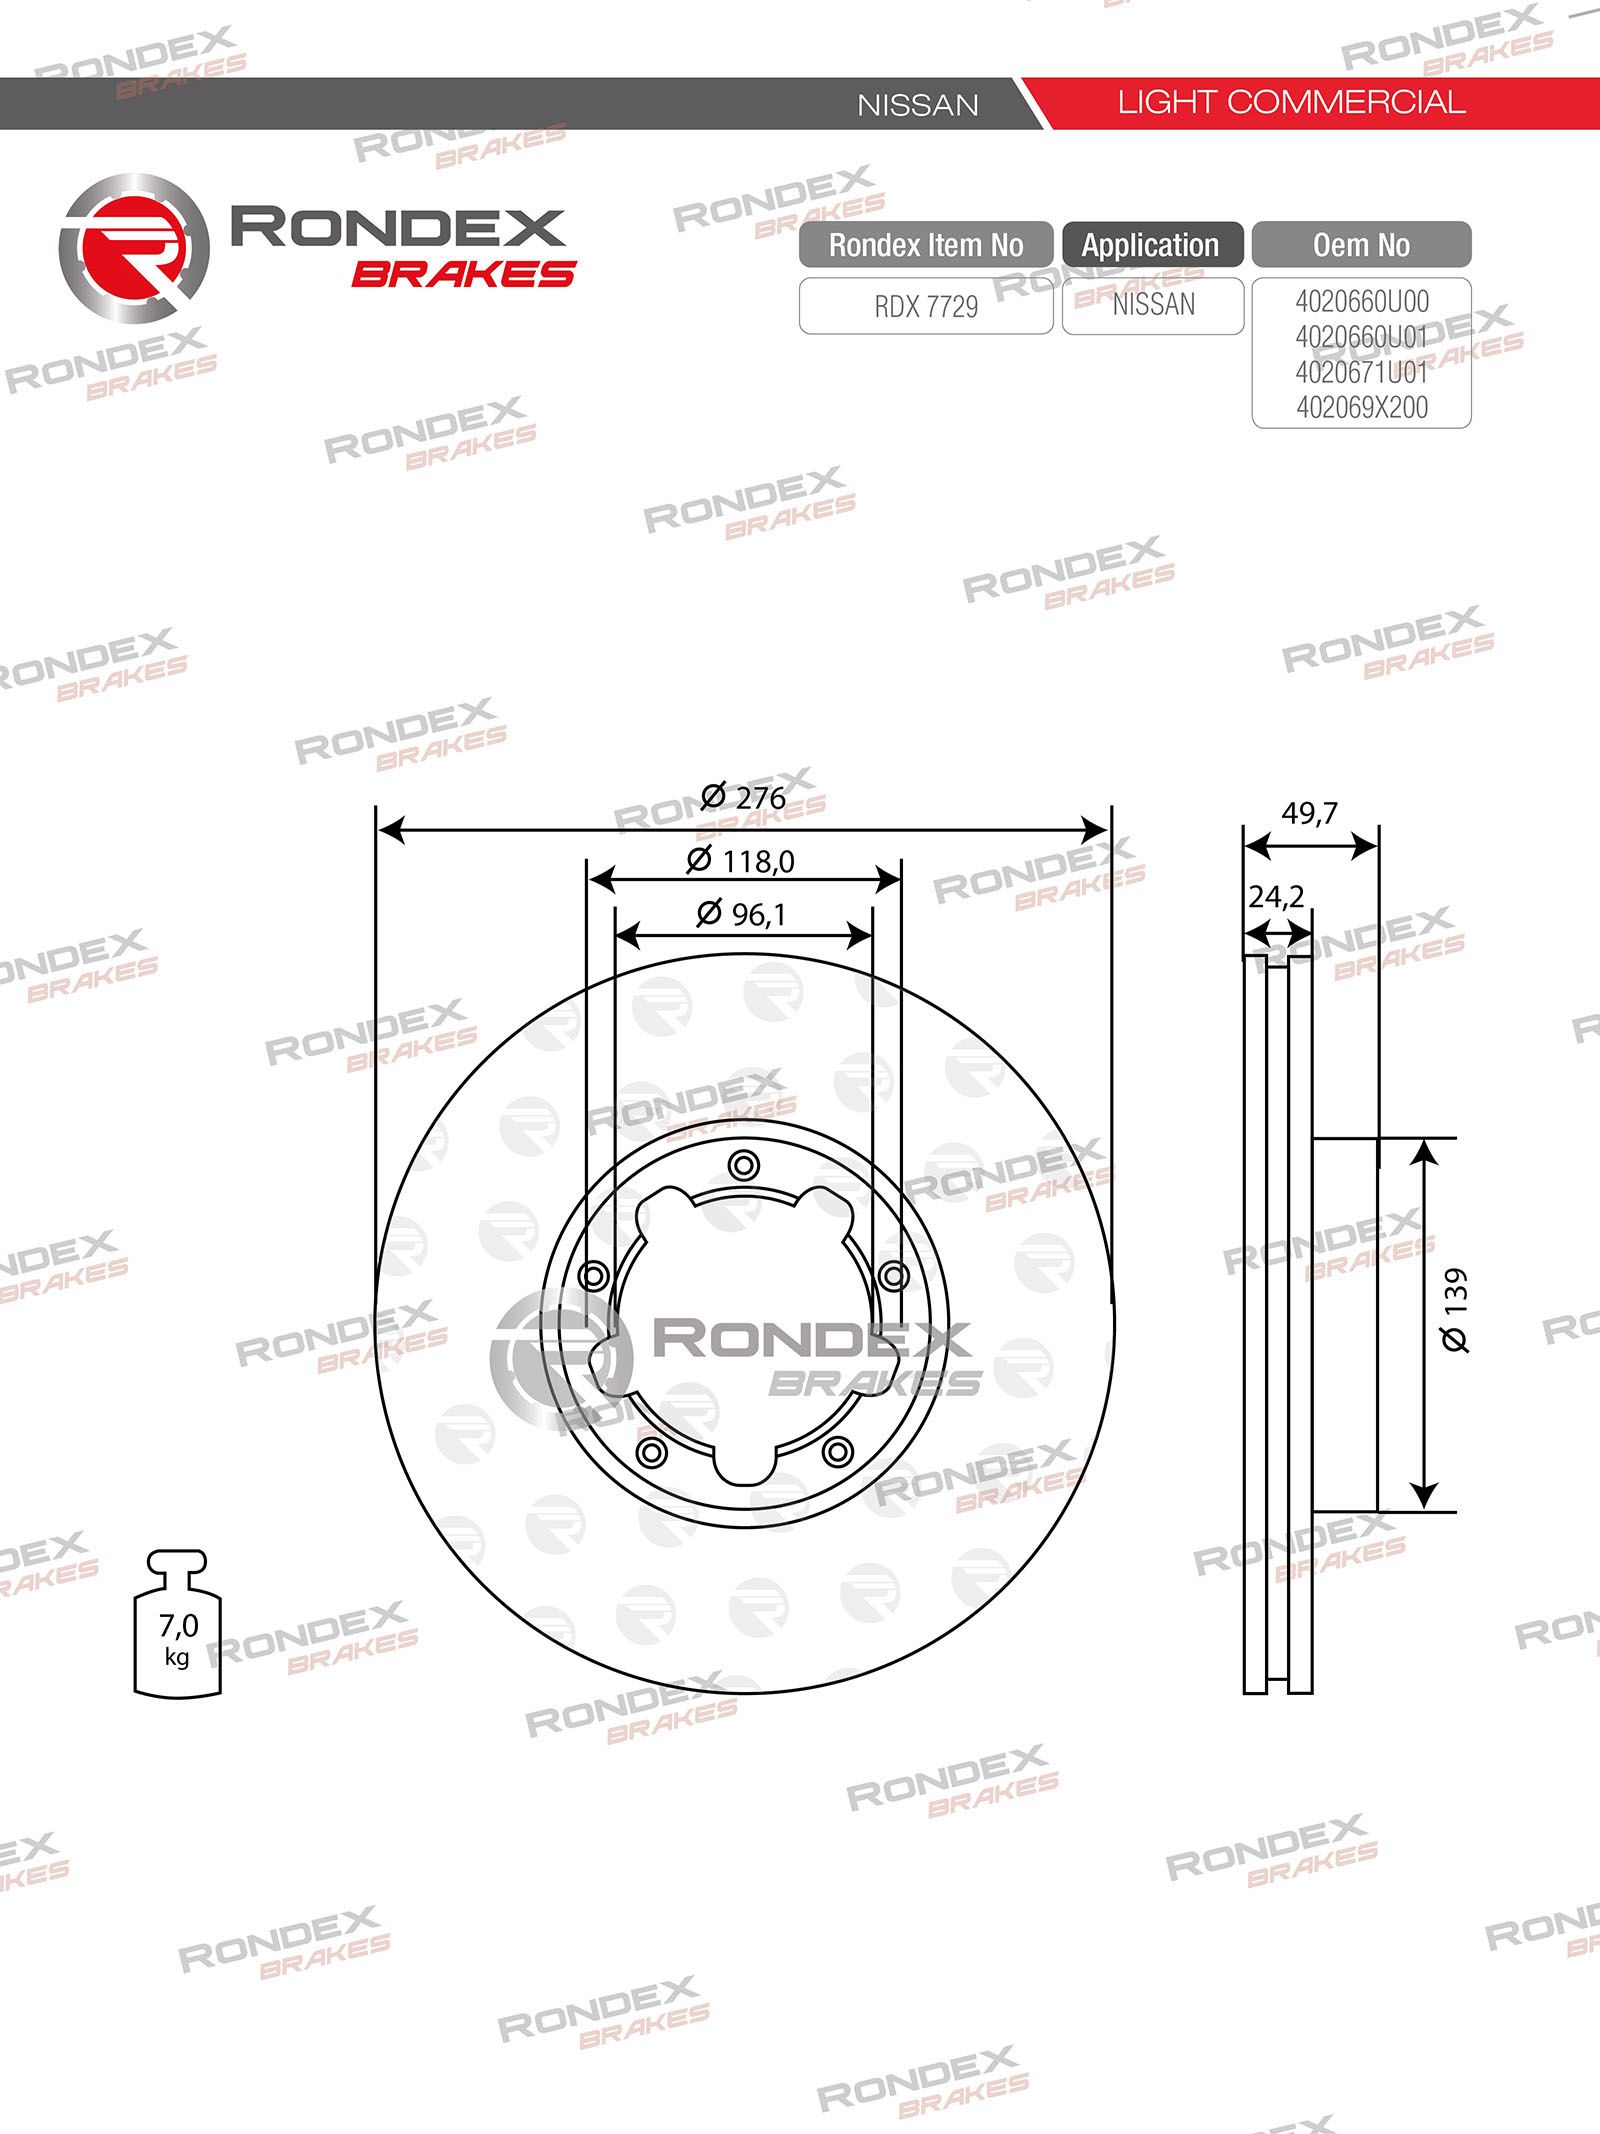 NISSAN
LIGHT COMMERCIAL
RONDEX
BRAKES
Rondex Item No
Application
Oem No
RDX 7729
NISSAN
4020660U00
4020660U01
4020671U01
402069X200
Ø 276
Ø 118,0
Ø 96,1
49,7
24,2
Ø 139
RONDEX
BRAKES
7,0
kg